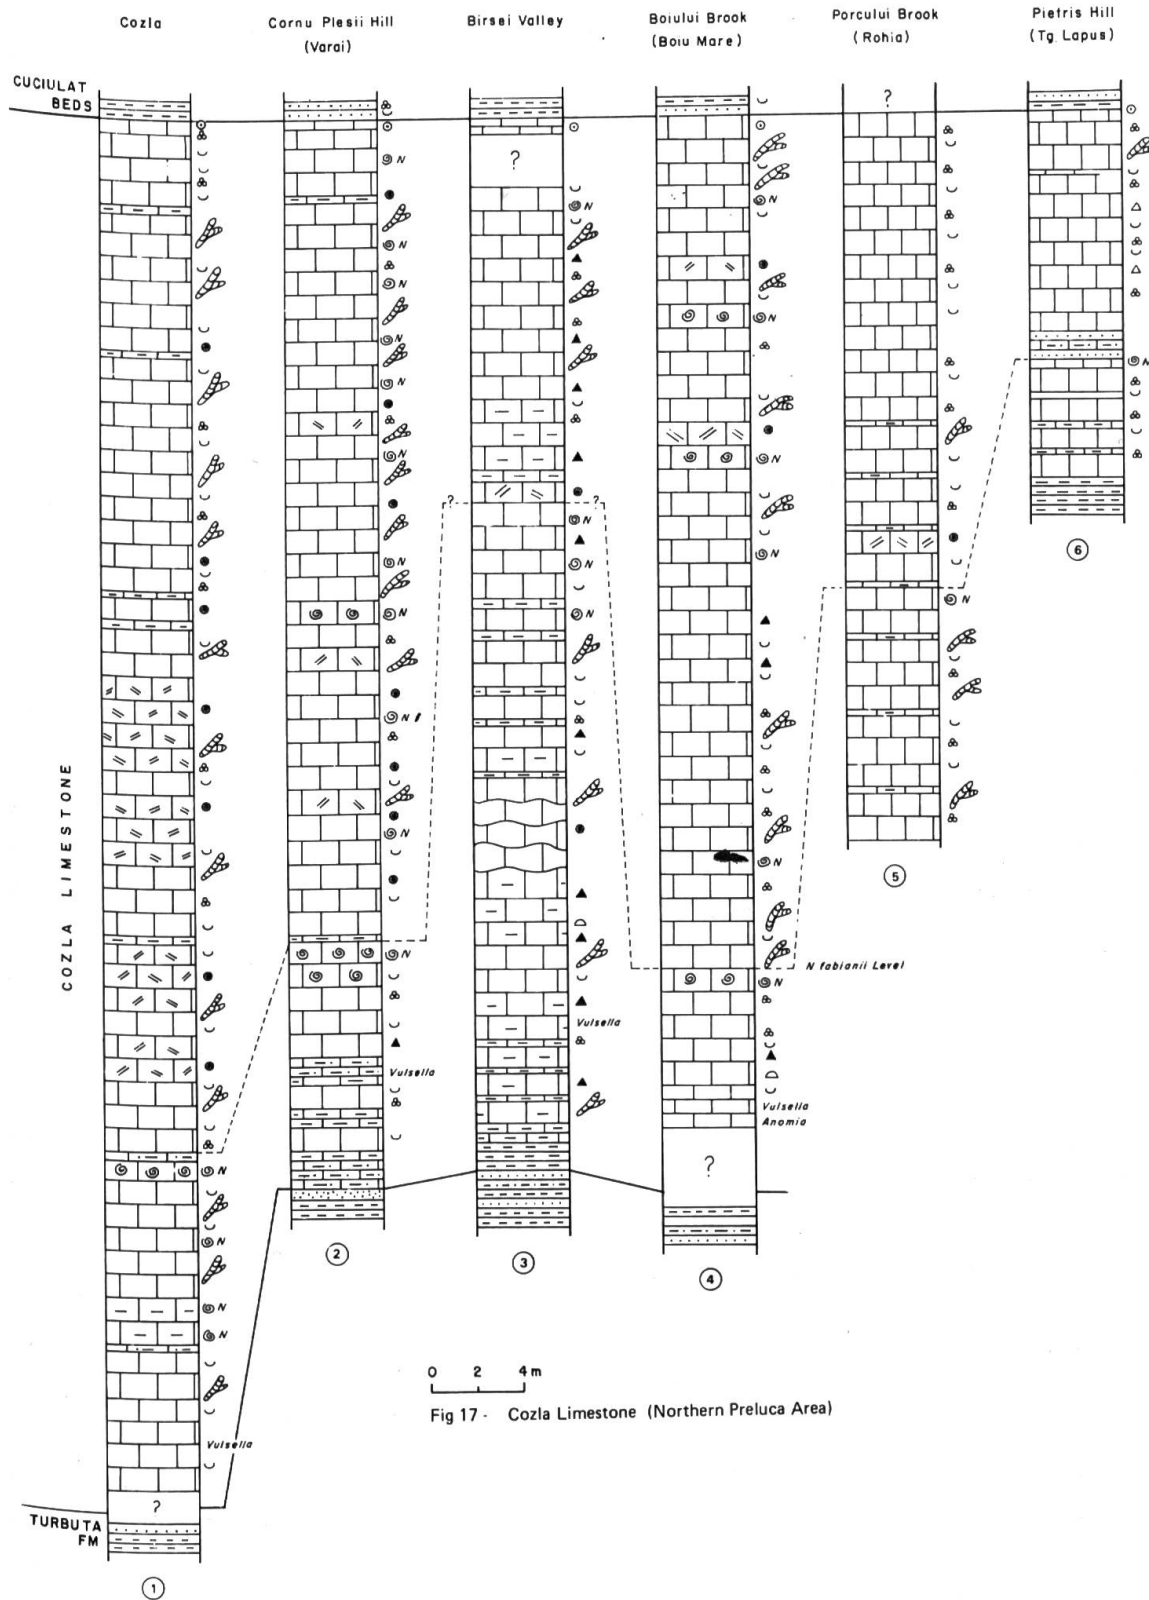 Cozla
Cornu Plesii Hill
(Varai)
Birsei Valley
Boiului Brook
(Boiu Mare)
Porcului Brook
(Rohia)
Pietris Hill
(Tg. Lapus)
CUCIULAT
BEDS
?
?
N
N
N
N
N
N
N
N
N
N
N
?
?
N
N
N
N
N
N
N
N
N
COZLA LIMESTONE
N
N
N
N
N fabianii Level
Vulsella
Vulsella
Vulsella
Anomia
?
N
N
N
N
Vulsella
?
TURBUTA
FM
1
2
3
4
5
6
0 2 4 m
Fig 17 - Cozla Limestone (Northern Preluca Area)